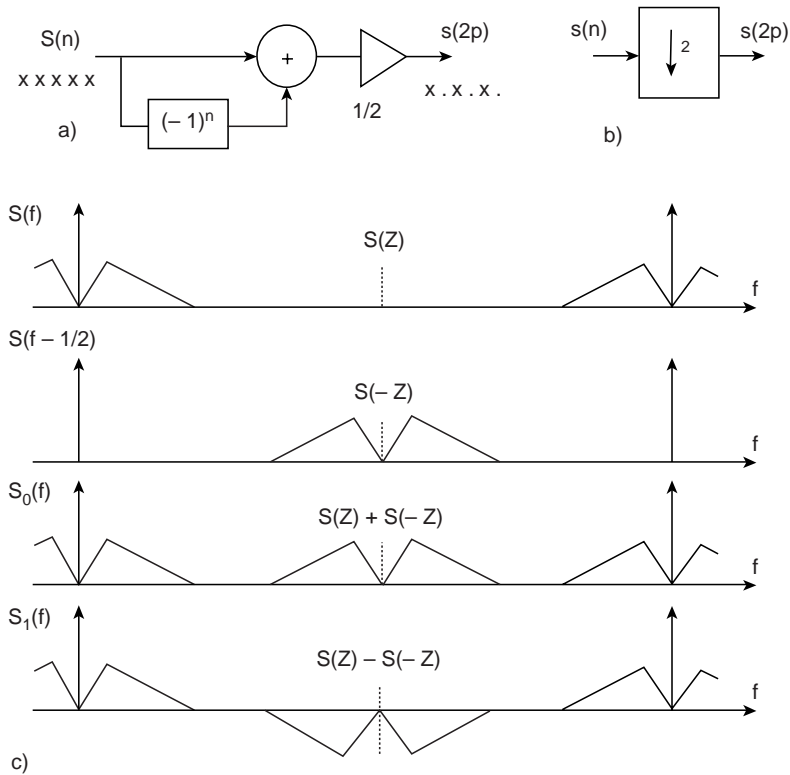 S(n)
s(2p)
s(n)
s(2p)
+
2
x x x x x
x . x . x .
1/2
(– 1)ⁿ
a)
b)
S(f)
S(Z)
f
S(f – 1/2)
S(– Z)
f
S₀(f)
S(Z) + S(– Z)
f
S₁(f)
S(Z) – S(– Z)
f
c)